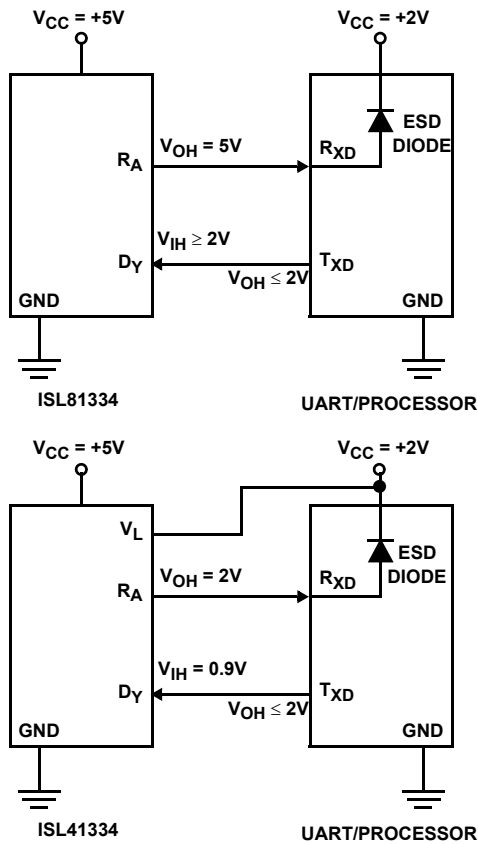 VCC = +5V
VCC = +2V
RA
VOH = 5V
RXD
ESD
DIODE
VIH ≥ 2V
DY
TXD
VOH ≤ 2V
GND
GND
ISL81334
UART/PROCESSOR
VCC = +5V
VCC = +2V
VL
RA
VOH = 2V
RXD
ESD
DIODE
VIH = 0.9V
DY
TXD
VOH ≤ 2V
GND
GND
ISL41334
UART/PROCESSOR